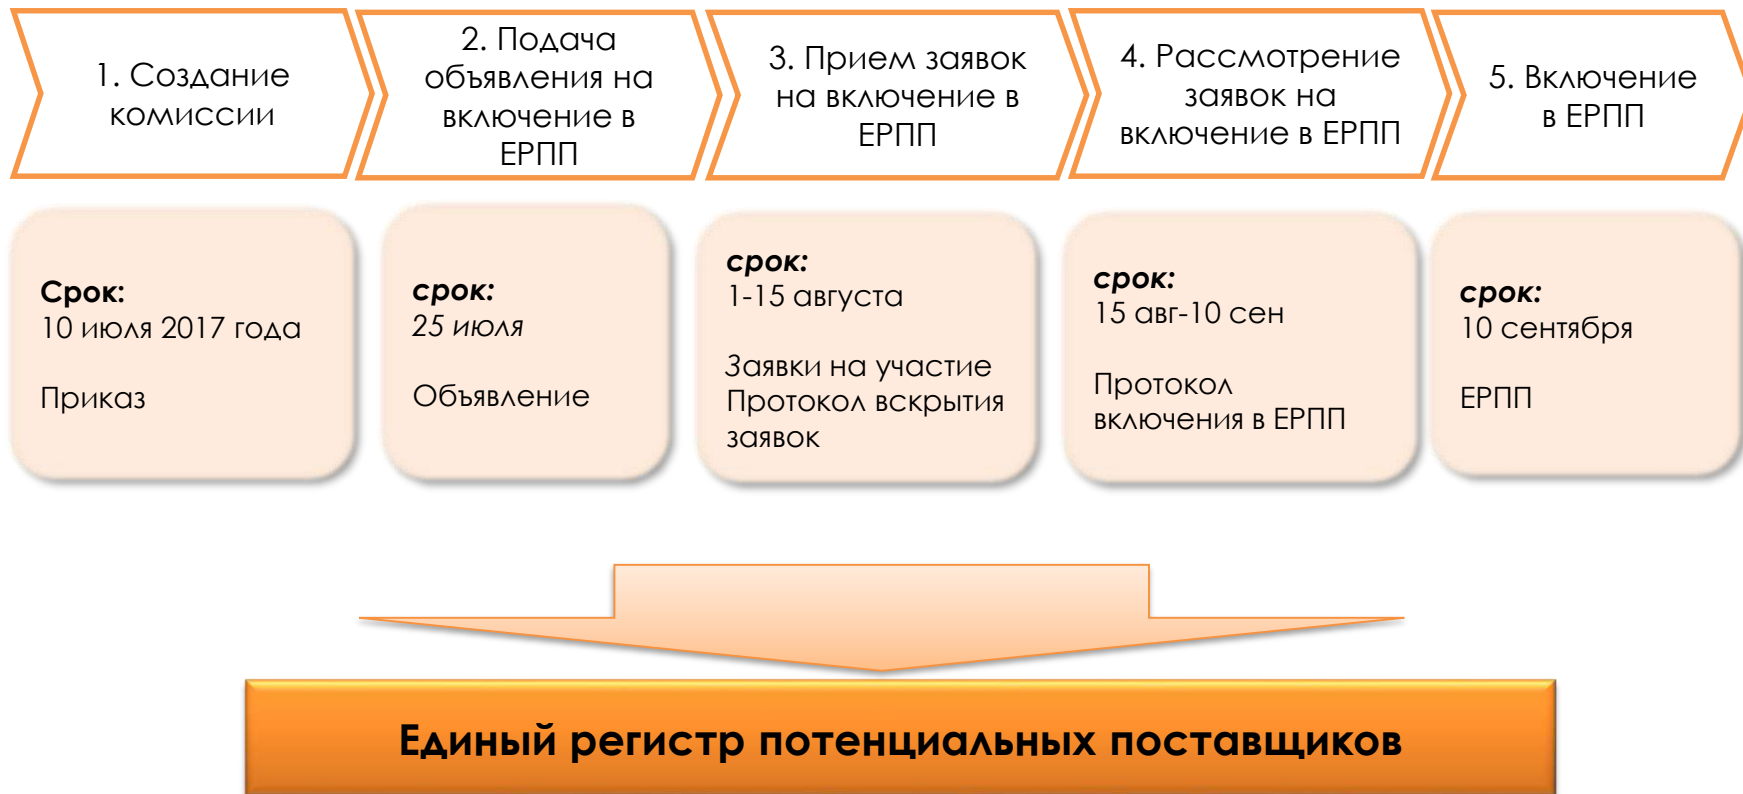 1. Создание
комиссии
2. Подача
объявления на
включение в
ЕРПП
3. Прием заявок
на включение в
ЕРПП
4. Рассмотрение
заявок на
включение в ЕРПП
5. Включение
в ЕРПП
Срок:
10 июля 2017 года
Приказ
срок:
25 июля
Объявление
срок:
1-15 августа
Заявки на участие
Протокол вскрытия
заявок
срок:
15 авг-10 сен
Протокол
включения в ЕРПП
срок:
10 сентября
ЕРПП
Единый регистр потенциальных поставщиков